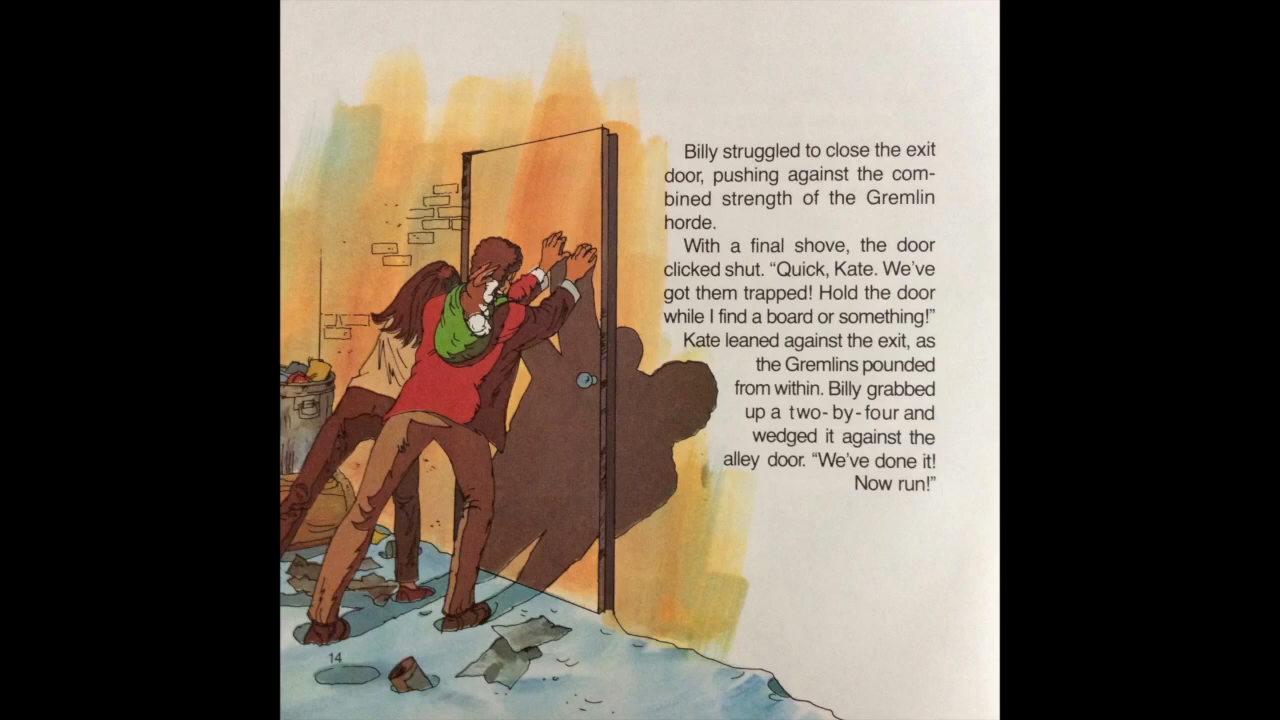 Billy struggled to close the exit
door, pushing against the com-
bined strength of the Gremlin
horde.
With a final shove, the door
clicked shut. “Quick, Kate. We’ve
got them trapped! Hold the door
while I find a board or something!”
Kate leaned against the exit, as
the Gremlins pounded
from within. Billy grabbed
up a two-by-four and
wedged it against the
alley door. “We’ve done it!
Now run!”
14